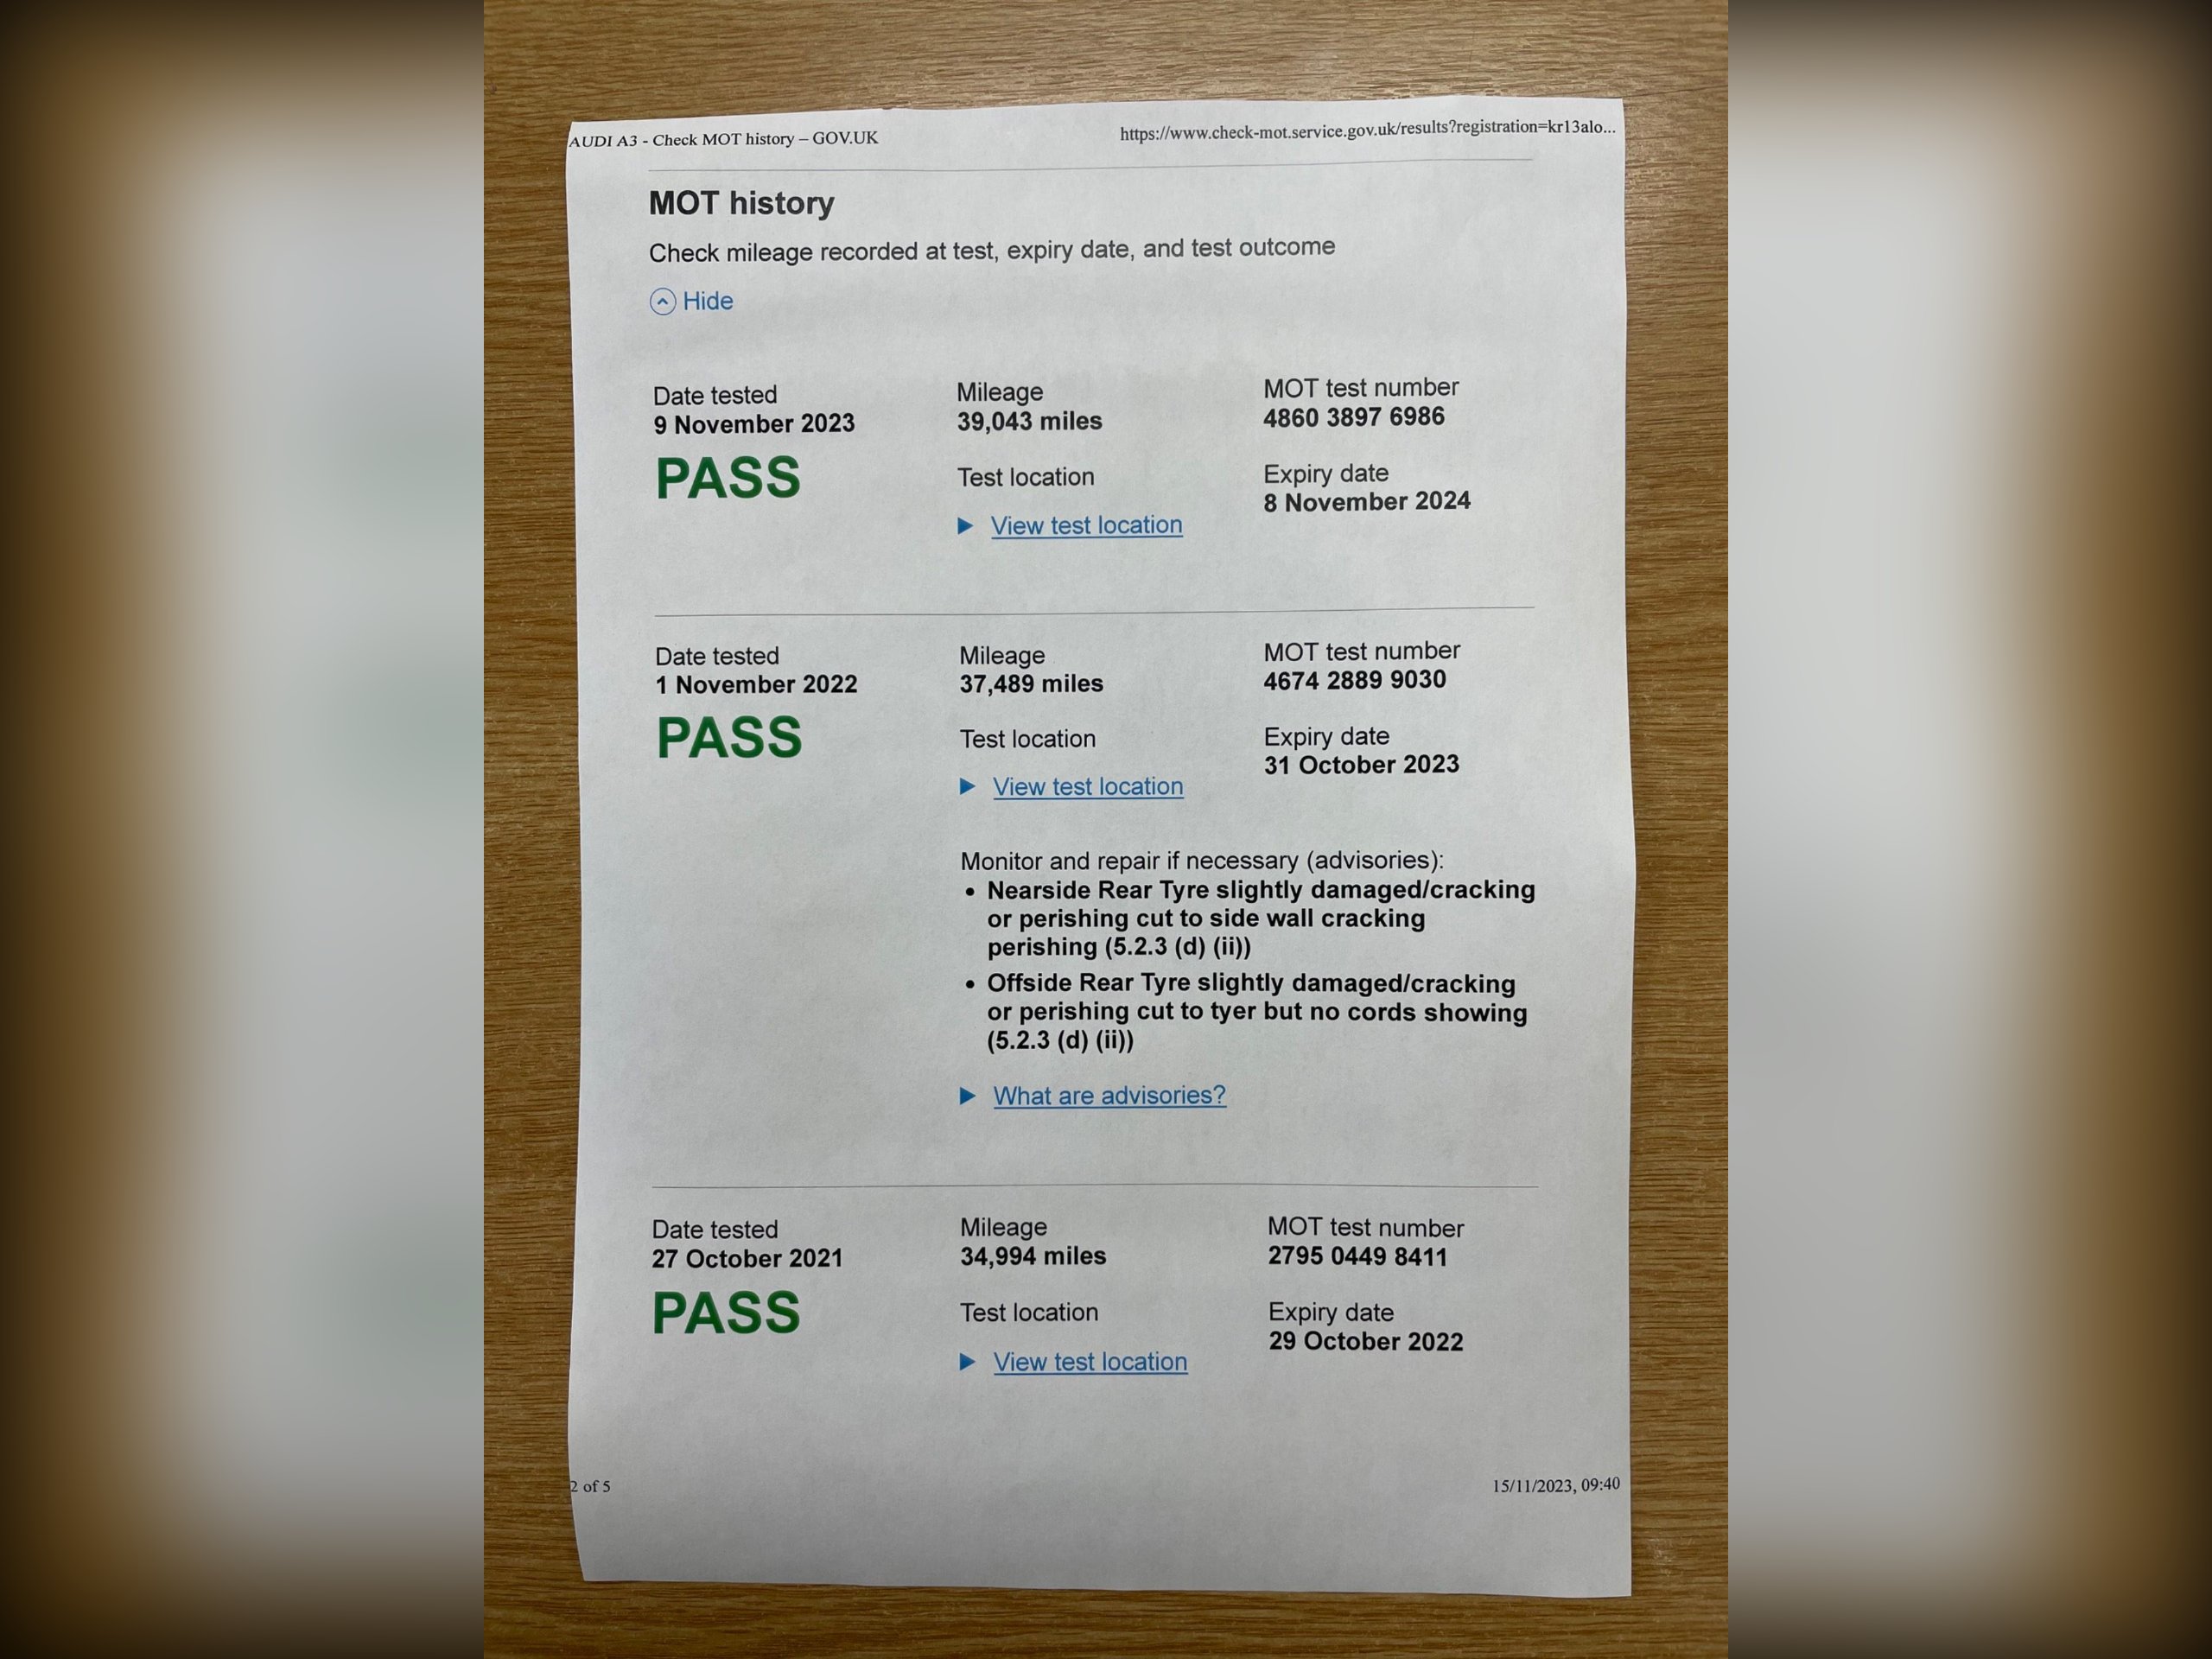 AUDI A3 - Check MOT history – GOV.UK
https://www.check-mot.service.gov.uk/results?registration=kr13alo...
MOT history
Check mileage recorded at test, expiry date, and test outcome
Hide
Date tested
9 November 2023
PASS
Mileage
39,043 miles
Test location
View test location
MOT test number
4860 3897 6986
Expiry date
8 November 2024
Date tested
1 November 2022
PASS
Mileage
37,489 miles
Test location
View test location
MOT test number
4674 2889 9030
Expiry date
31 October 2023
Monitor and repair if necessary (advisories):
• Nearside Rear Tyre slightly damaged/cracking
or perishing cut to side wall cracking
perishing (5.2.3 (d) (ii))
• Offside Rear Tyre slightly damaged/cracking
or perishing cut to tyer but no cords showing
(5.2.3 (d) (ii))
What are advisories?
Date tested
27 October 2021
PASS
Mileage
34,994 miles
Test location
View test location
MOT test number
2795 0449 8411
Expiry date
29 October 2022
2 of 5
15/11/2023, 09:40